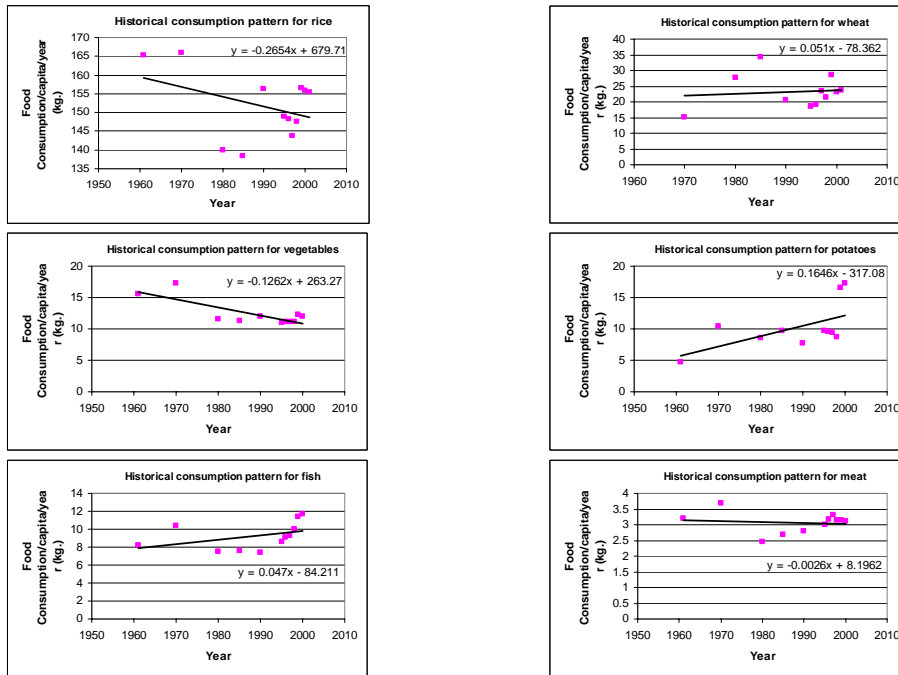 Historical consumption pattern for rice
Food
Consumption/capita/year
(kg.)
170
165
160
155
150
145
140
135
y = -0.2654x + 679.71
1950 1960 1970 1980 1990 2000 2010
Year
Historical consumption pattern for wheat
Food
Consumption/capita/yea
r (kg.)
40
35
30
25
20
15
10
5
0
y = 0.051x - 78.362
1960 1970 1980 1990 2000 2010
Year
Historical consumption pattern for vegetables
Food
Consumption/capita/yea
r (kg.)
20
15
10
5
0
y = -0.1262x + 263.27
1950 1960 1970 1980 1990 2000 2010
Year
Historical consumption pattern for potatoes
Food
Consumption/capita/yea
r (kg.)
20
15
10
5
0
y = 0.1646x - 317.08
1950 1960 1970 1980 1990 2000 2010
Year
Historical consumption pattern for fish
Food
Consumption/capita/yea
r (kg.)
14
12
10
8
6
4
2
0
y = 0.047x - 84.211
1950 1960 1970 1980 1990 2000 2010
Year
Historical consumption pattern for meat
Food
Consumption/capita/yea
r (kg.)
4
3.5
3
2.5
2
1.5
1
0.5
0
y = -0.0026x + 8.1962
1950 1960 1970 1980 1990 2000 2010
Year